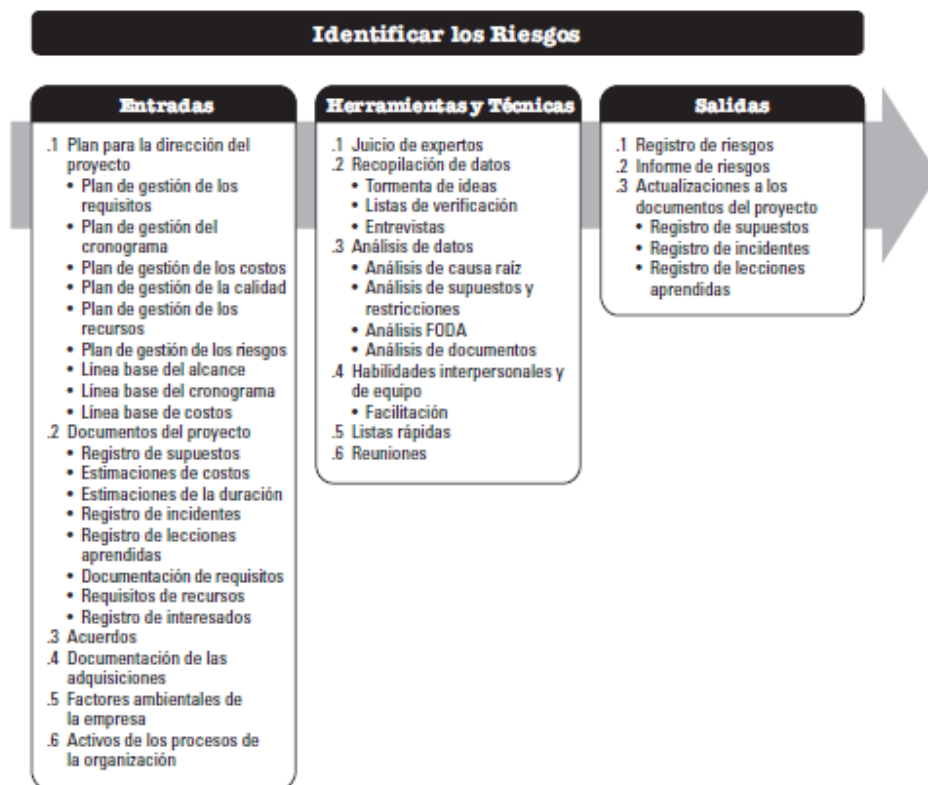 Identificar los Riesgos
Entradas
.1 Plan para la dirección del
proyecto
• Plan de gestión de los
requisitos
• Plan de gestión del
cronograma
• Plan de gestión de los costos
• Plan de gestión de la calidad
• Plan de gestión de los
recursos
• Plan de gestión de los riesgos
• Línea base del alcance
• Línea base del cronograma
• Línea base de costos
.2 Documentos del proyecto
• Registro de supuestos
• Estimaciones de costos
• Estimaciones de la duración
• Registro de incidentes
• Registro de lecciones
aprendidas
• Documentación de requisitos
• Requisitos de recursos
• Registro de interesados
.3 Acuerdos
.4 Documentación de las
adquisiciones
.5 Factores ambientales de
la empresa
.6 Activos de los procesos de
la organización
Herramientas y Técnicas
.1 Juicio de expertos
.2 Recopilación de datos
• Tormenta de ideas
• Listas de verificación
• Entrevistas
.3 Análisis de datos
• Análisis de causa raíz
• Análisis de supuestos y
restricciones
• Análisis FODA
• Análisis de documentos
.4 Habilidades interpersonales y
de equipo
• Facilitación
.5 Listas rápidas
.6 Reuniones
Salidas
.1 Registro de riesgos
.2 Informe de riesgos
.3 Actualizaciones a los
documentos del proyecto
• Registro de supuestos
• Registro de incidentes
• Registro de lecciones
aprendidas